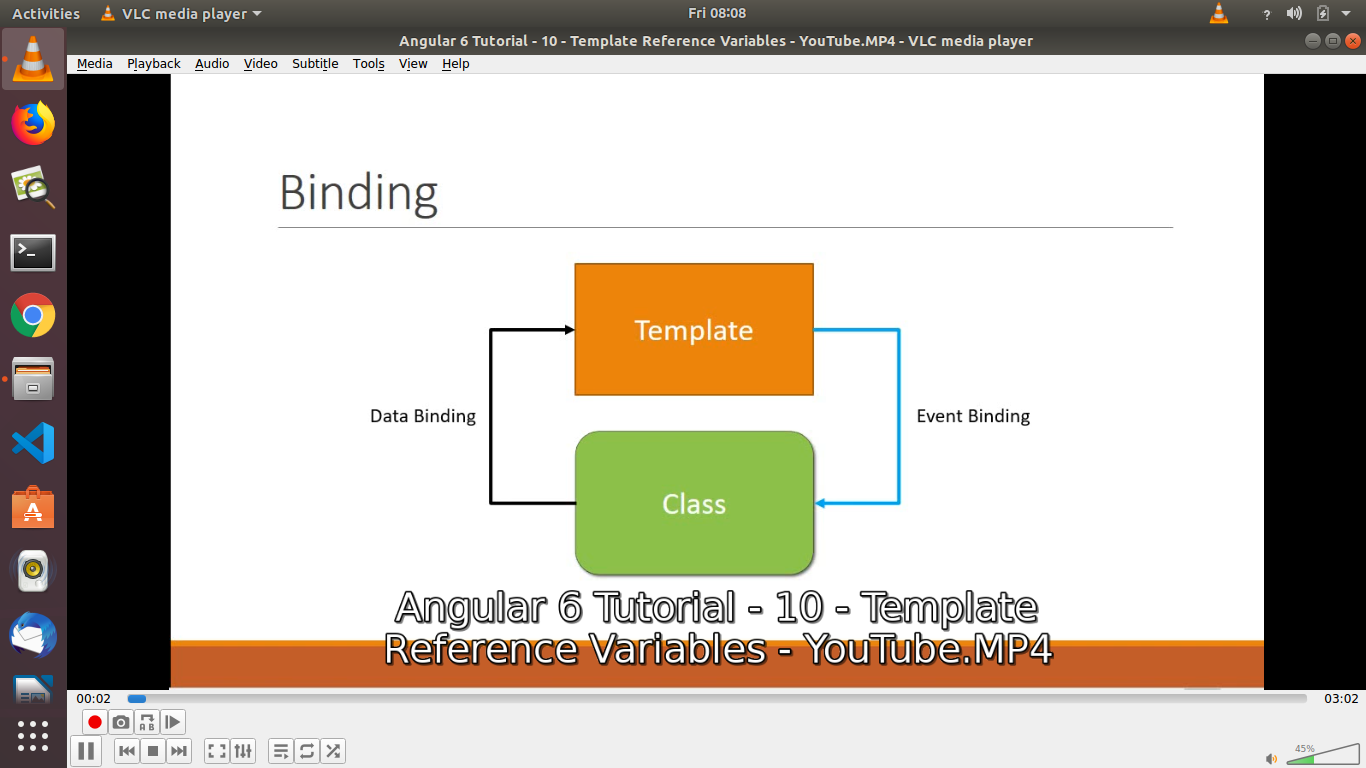 Activities VLC media player Fri 08:08 ?
Angular 6 Tutorial - 10 - Template Reference Variables - YouTube.MP4 - VLC media player
Media Playback Audio Video Subtitle Tools View Help
Binding
Template
Data Binding Event Binding
Class
Angular 6 Tutorial - 10 - Template
Reference Variables - YouTube.MP4
00:02 03:02
A B
45%